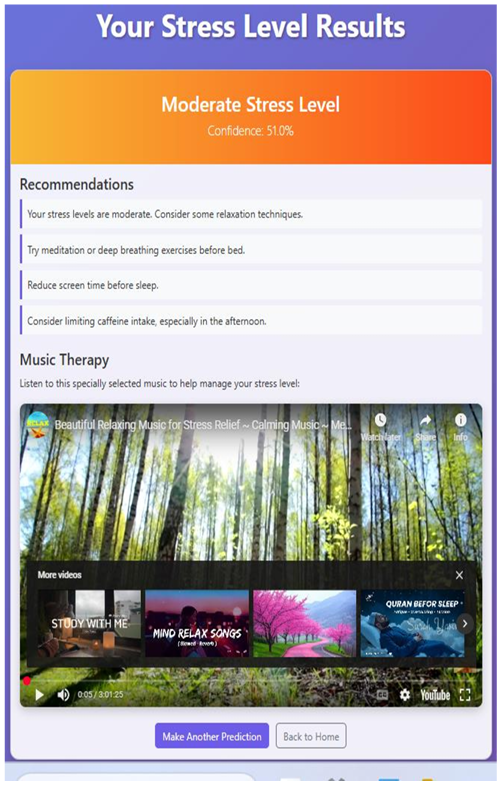 Your Stress Level Results
Moderate Stress Level
Confidence: 51.0%
Recommendations
Your stress levels are moderate. Consider some relaxation techniques.
Try meditation or deep breathing exercises before bed.
Reduce screen time before sleep.
Consider limiting caffeine intake, especially in the afternoon.
Music Therapy
Listen to this specially selected music to help manage your stress level:
RELAX
Beautiful Relaxing Music for Stress Relief ~ Calming Music ~ Me...
Watch later Share Info
More videos
STUDY WITH ME
MIND RELAX SONGS
(Slowed + Reverb)
QURAN BEFOR SLEEP
0:05 / 3:01:25
CC YouTube
Make Another Prediction Back to Home